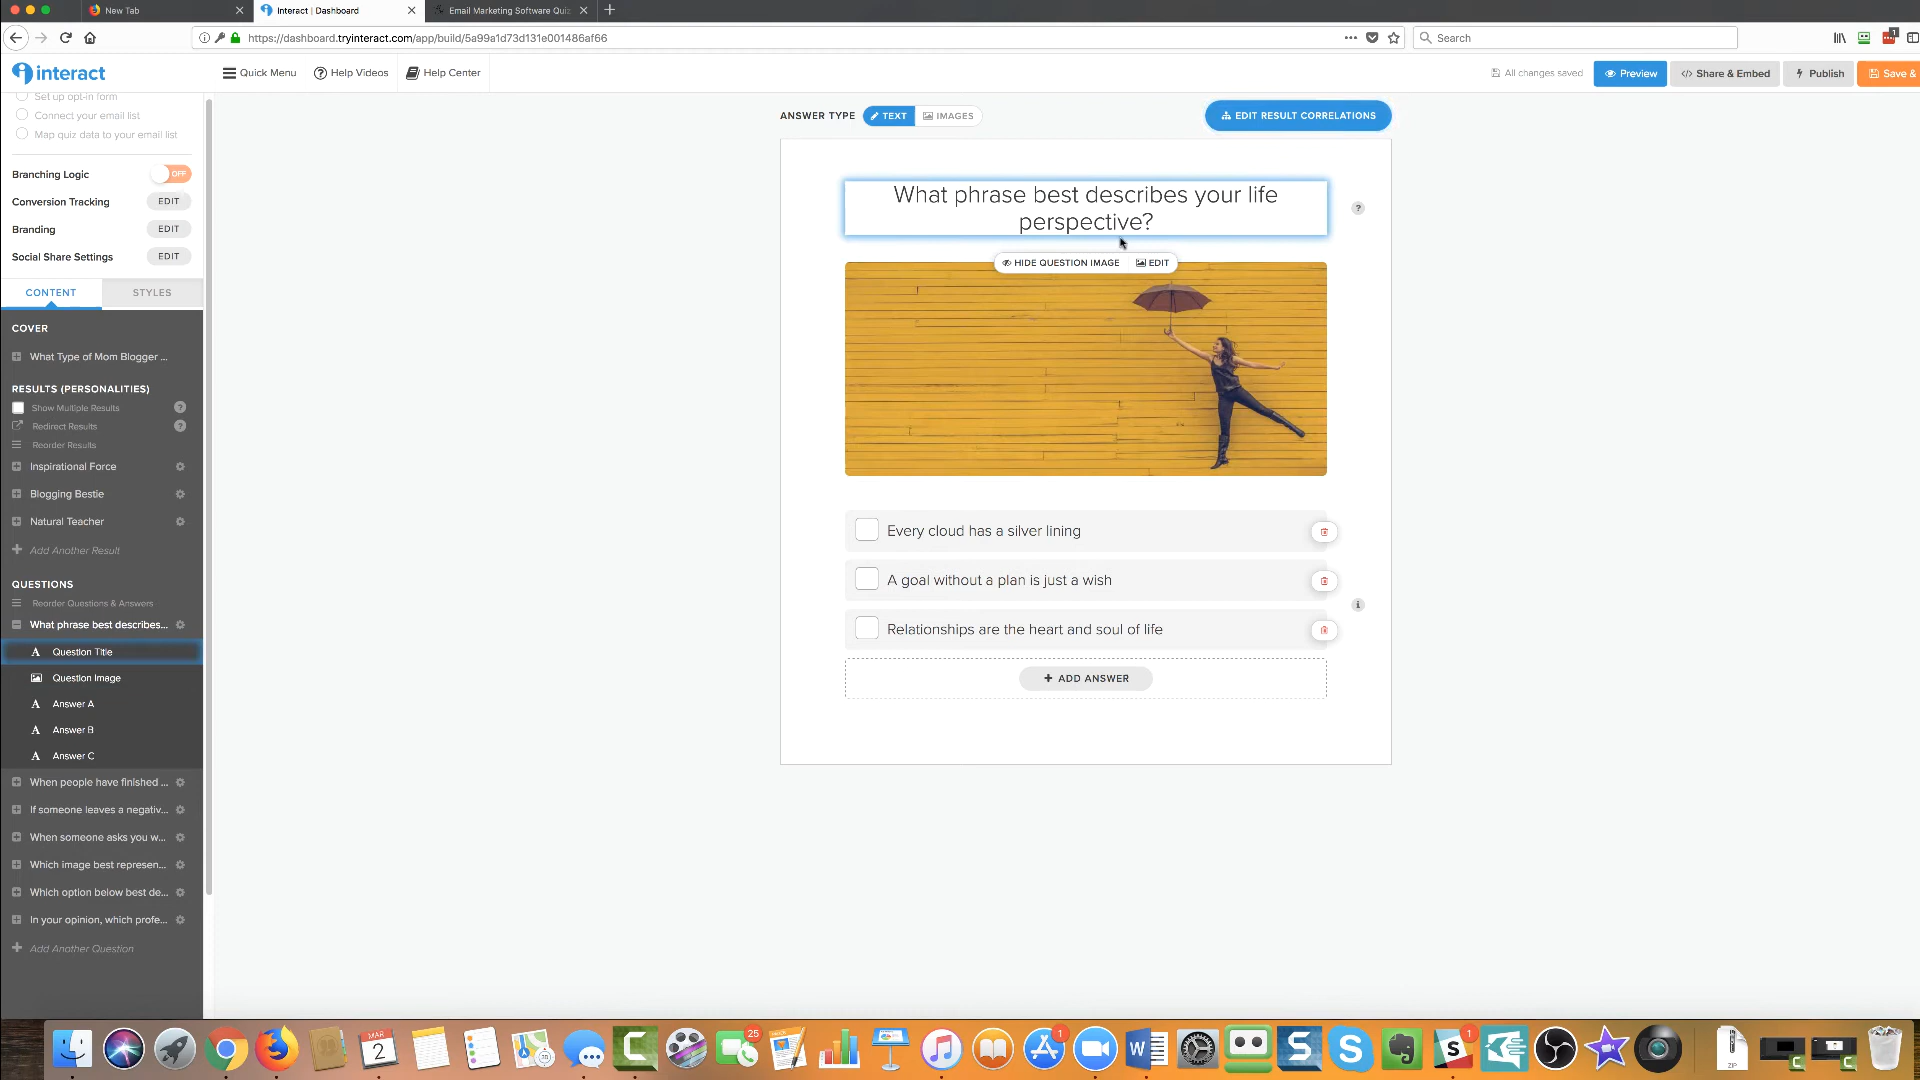 New Tab
interact | Dashboard
Email Marketing Software Quiz
https://dashboard.tryinteract.com/app/build/5a99a1d73d131e001486af66
Search
1
interact
Quick Menu
Help Videos
Help Center
All changes saved
Preview
</> Share & Embed
Publish
Save &
Set up opt-in form
Connect your email list
Map quiz data to your email list
Branching Logic
OFF
Conversion Tracking
EDIT
Branding
EDIT
Social Share Settings
EDIT
CONTENT
STYLES
COVER
What Type of Mom Blogger ...
RESULTS (PERSONALITIES)
Show Multiple Results
?
Redirect Results
?
Reorder Results
Inspirational Force
Blogging Bestie
Natural Teacher
Add Another Result
QUESTIONS
Reorder Questions & Answers
What phrase best describes...
A Question Title
Question Image
A Answer A
A Answer B
A Answer C
When people have finished ...
If someone leaves a negativ...
When someone asks you w...
Which image best represen...
Which option below best de...
In your opinion, which profe...
Add Another Question
ANSWER TYPE
TEXT
IMAGES
EDIT RESULT CORRELATIONS
What phrase best describes your life
perspective?
?
HIDE QUESTION IMAGE
EDIT
Every cloud has a silver lining
A goal without a plan is just a wish
Relationships are the heart and soul of life
i
+ ADD ANSWER
MAR
2
3D
25
1
W
S
S
1
ZIP
C
C
C